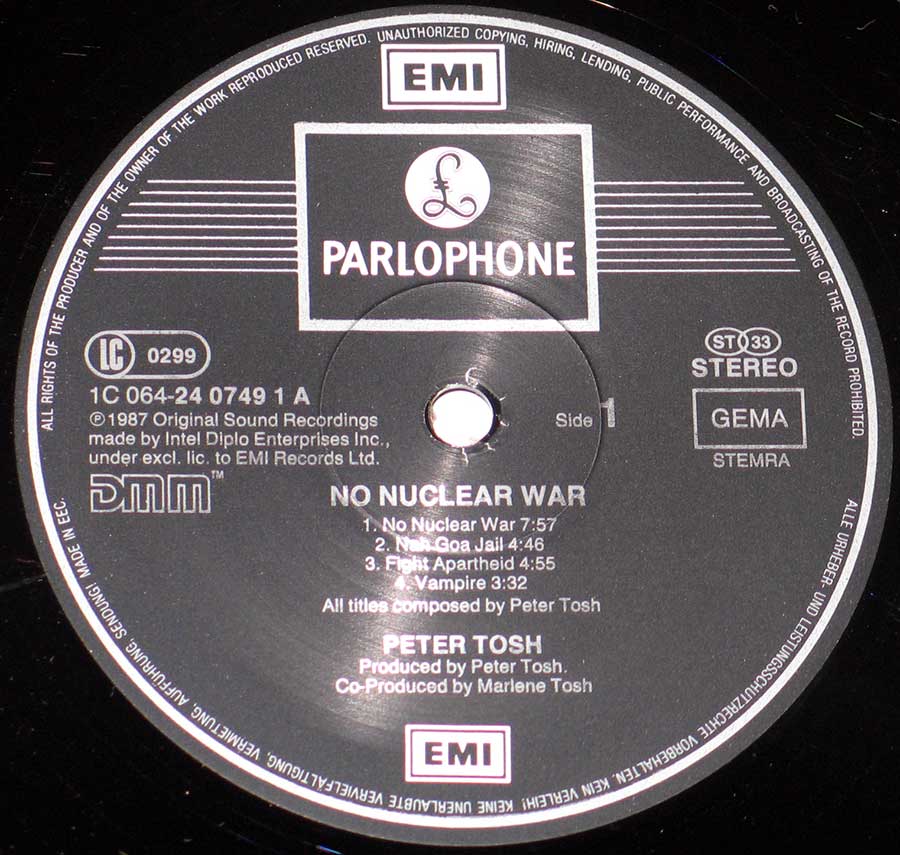 ALL RIGHTS OF THE PRODUCER AND OF THE OWNER OF THE WORK REPRODUCED RESERVED. UNAUTHORIZED COPYING, HIRING, LENDING, PUBLIC PERFORMANCE AND BROADCASTING OF THE RECORD PROHIBITED.
EMI
£
PARLOPHONE
LC 0299
1C 064-24 0749 1 A
℗ 1987 Original Sound Recordings
made by Intel Diplo Enterprises Inc.,
under excl. lic. to EMI Records Ltd.
DMM™
Side 1
ST 33
STEREO
GEMA
STEMRA
NO NUCLEAR WAR
1. No Nuclear War 7:57
2. Nah Goa Jail 4:46
3. Fight Apartheid 4:55
4. Vampire 3:32
All titles composed by Peter Tosh
PETER TOSH
Produced by Peter Tosh.
Co-Produced by Marlene Tosh
EMI
ALLE URHEBER- UND LEISTUNGSSCHUTZRECHTE VORBEHALTEN. KEIN VERLEIH! KEINE UNERLAUBTE VERVIELFÄLTIGUNG, VERMIETUNG, AUFFÜHRUNG, SENDUNG! MADE IN EEC.